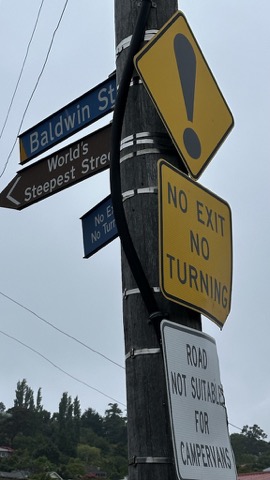 Baldwin St
World's
Steepest Stre
No E
No Tur
!
NO EXIT
NO
TURNING
ROAD
NOT SUITABLE
FOR
CAMPERVANS